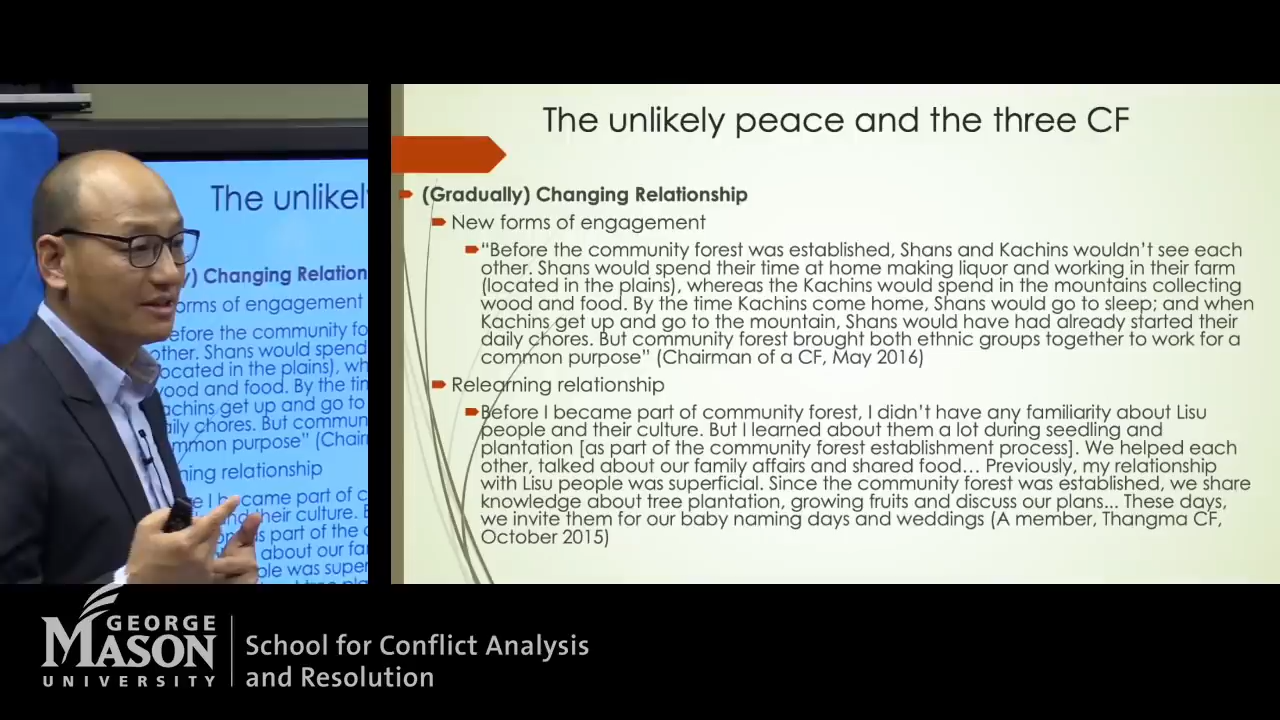 The unlikely peace and the three CF
(Gradually) Changing Relationship
New forms of engagement
“Before the community forest was established, Shans and Kachins wouldn’t see each
other. Shans would spend their time at home making liquor and working in their farm
(located in the plains), whereas the Kachins would spend in the mountains collecting
wood and food. By the time Kachins come home, Shans would go to sleep; and when
Kachins get up and go to the mountain, Shans would have had already started their
daily chores. But community forest brought both ethnic groups together to work for a
common purpose” (Chairman of a CF, May 2016)
Relearning relationship
Before I became part of community forest, I didn’t have any familiarity about Lisu
people and their culture. But I learned about them a lot during seedling and
plantation [as part of the community forest establishment process]. We helped each
other, talked about our family affairs and shared food… Previously, my relationship
with Lisu people was superficial. Since the community forest was established, we share
knowledge about tree plantation, growing fruits and discuss our plans... These days,
we invite them for our baby naming days and weddings (A member, Thangma CF,
October 2015)
The unlikel
y) Changing Relation
orms of engagement
efore the community fo
other. Shans would spend
ocated in the plains), wh
wood and food. By the tim
achins get up and go to
aily chores. But commun
mmon purpose” (Chair
ning relationship
e I became part of c
and their culture. B
on as part of the c
about our fa
ple was super
GEORGE
MASON
UNIVERSITY
School for Conflict Analysis
and Resolution